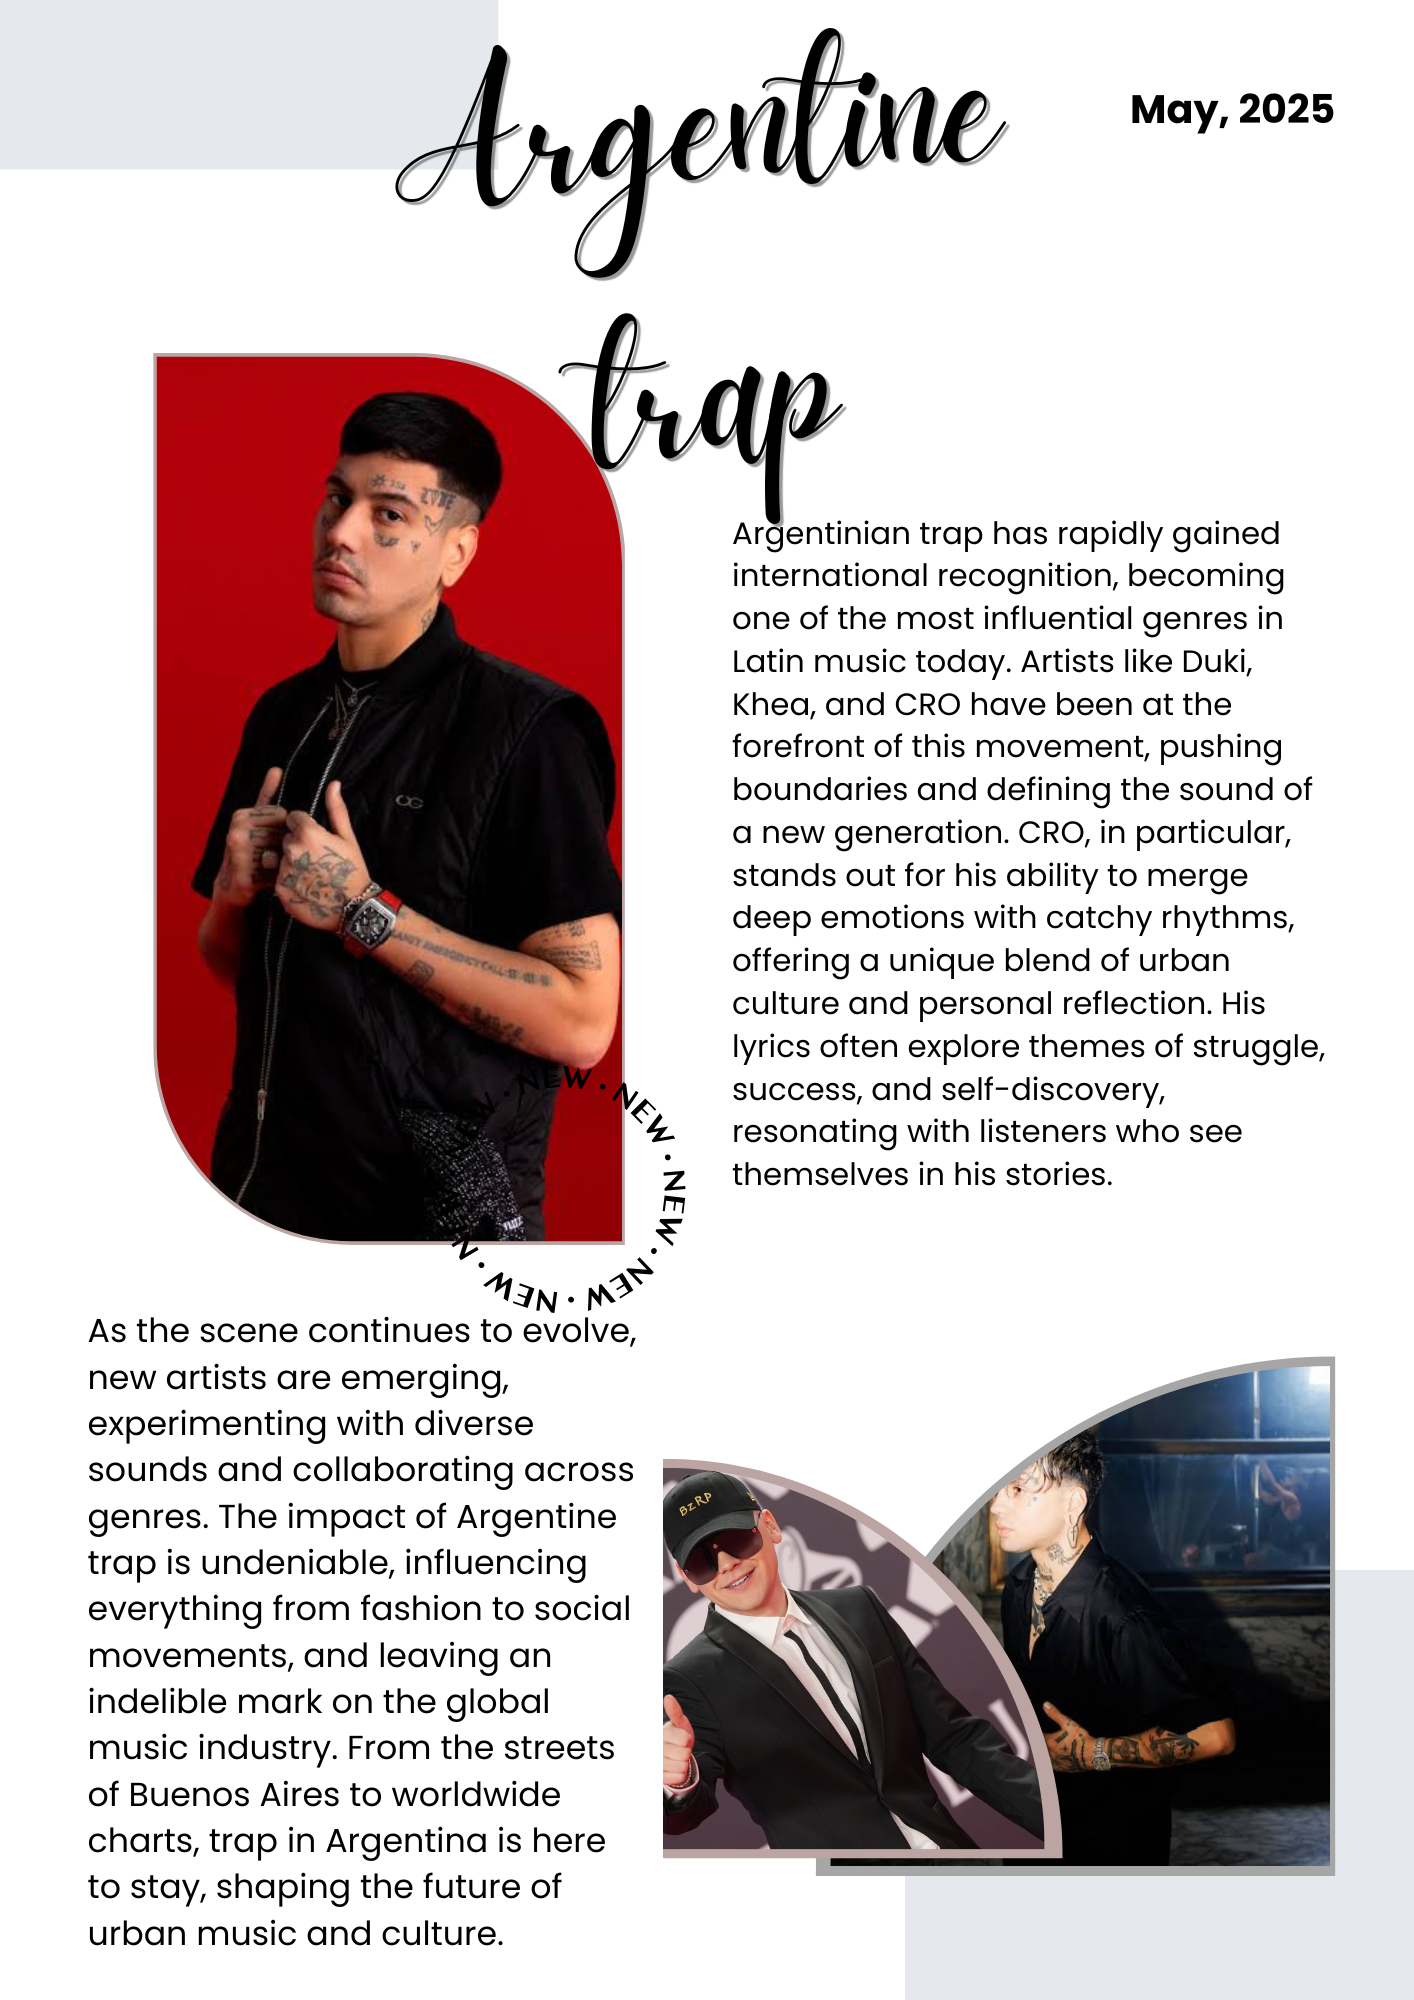 Argentine
May, 2025
trap
Argentinian trap has rapidly gained
international recognition, becoming
one of the most influential genres in
Latin music today. Artists like Duki,
Khea, and CRO have been at the
forefront of this movement, pushing
boundaries and defining the sound of
a new generation. CRO, in particular,
stands out for his ability to merge
deep emotions with catchy rhythms,
offering a unique blend of urban
culture and personal reflection. His
lyrics often explore themes of struggle,
success, and self-discovery,
resonating with listeners who see
themselves in his stories.
NEW · NEW · NEW · NEW · NEW · N
As the scene continues to evolve,
new artists are emerging,
experimenting with diverse
sounds and collaborating across
genres. The impact of Argentine
trap is undeniable, influencing
everything from fashion to social
movements, and leaving an
indelible mark on the global
music industry. From the streets
of Buenos Aires to worldwide
charts, trap in Argentina is here
to stay, shaping the future of
urban music and culture.
BZRP